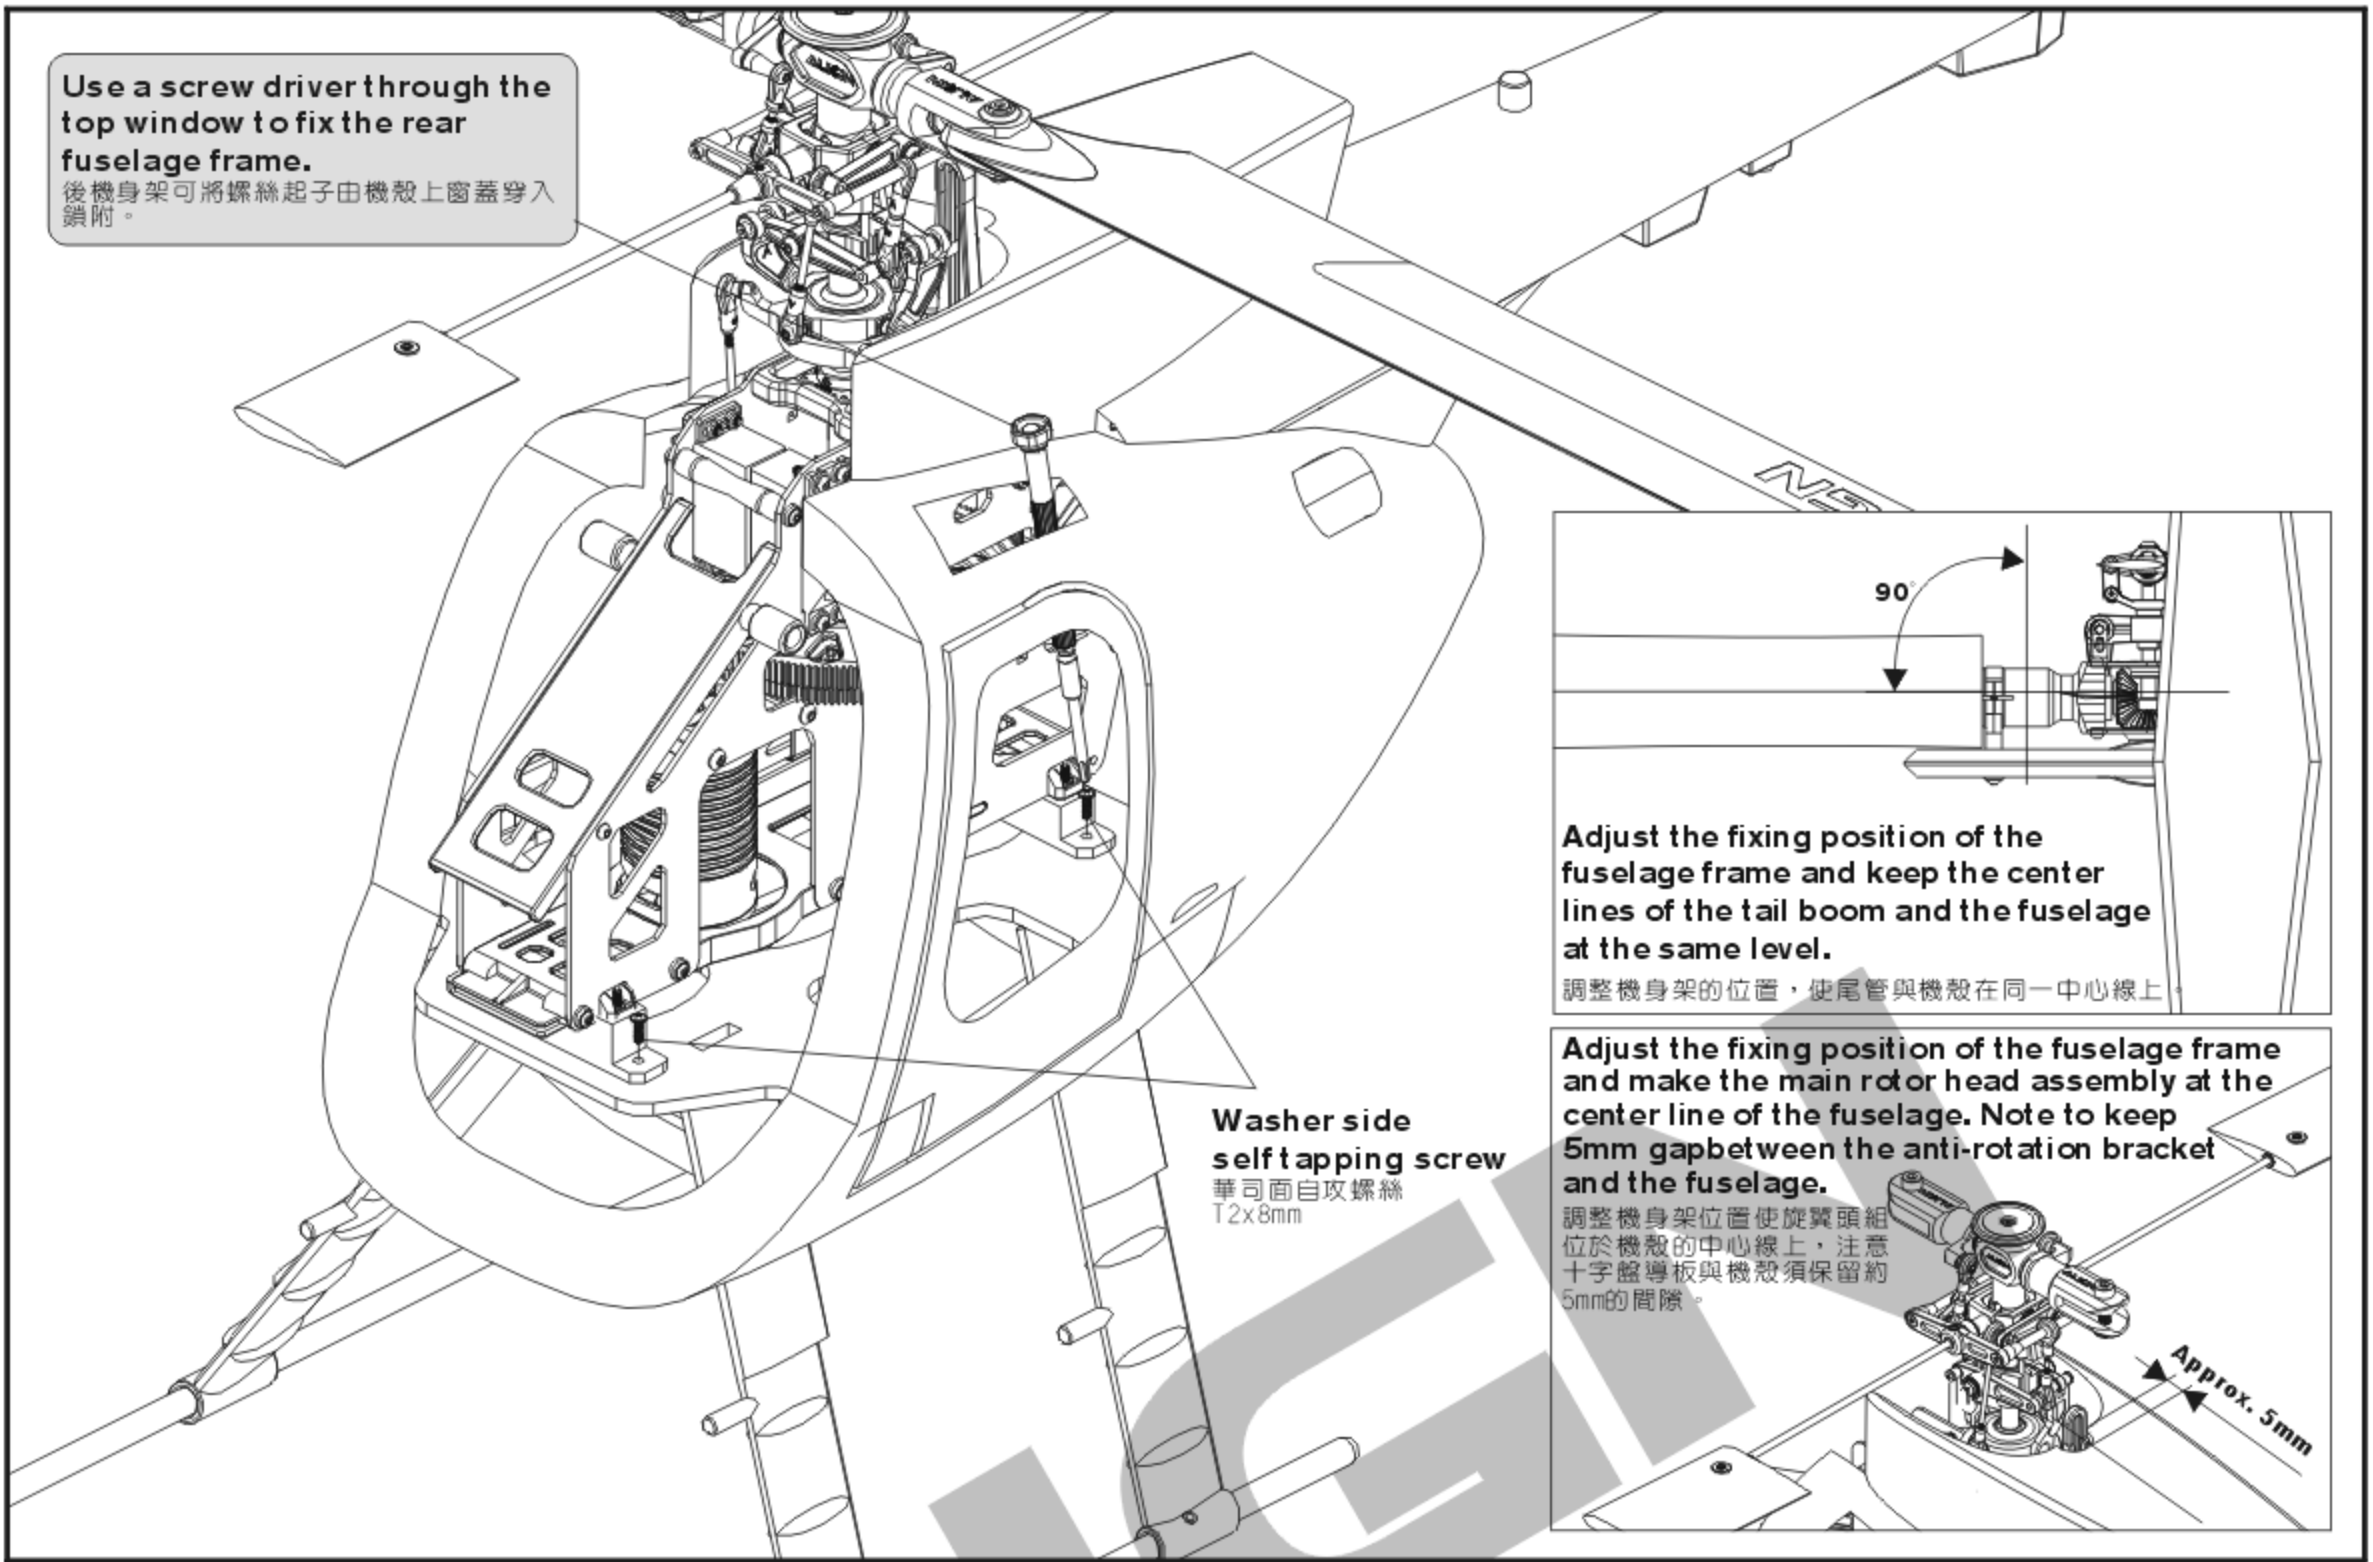 Use a screw driver through the
top window to fix the rear
fuselage frame.
後機身架可將螺絲起子由機殼上窗蓋穿入
鎖附。
ALIGN
ALIGN
90°
Adjust the fixing position of the
fuselage frame and keep the center
lines of the tail boom and the fuselage
at the same level.
調整機身架的位置，使尾管與機殼在同一中心線上。
Washer side
self tapping screw
華司面自攻螺絲
T2x8mm
Adjust the fixing position of the fuselage frame
and make the main rotor head assembly at the
center line of the fuselage. Note to keep
5mm gapbetween the anti-rotation bracket
and the fuselage.
調整機身架位置使旋翼頭組
位於機殼的中心線上，注意
十字盤導板與機殼須保留約
5mm的間隙。
Approx. 5mm